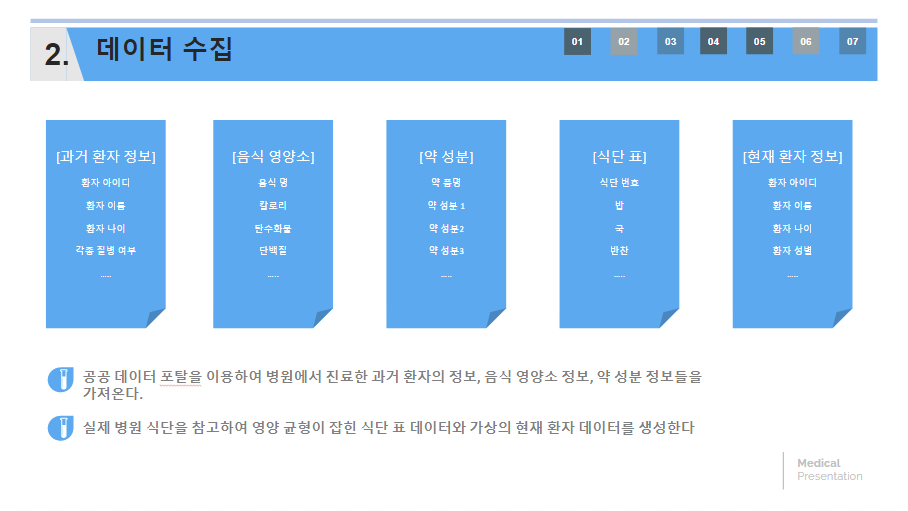 2. 데이터 수집
01 02 03 04 05 06 07
[과거 환자 정보]
환자 아이디
환자 이름
환자 나이
각종 질병 여부
.....
[음식 영양소]
음식 명
칼로리
탄수화물
단백질
.....
[약 성분]
약 품명
약 성분 1
약 성분2
약 성분3
.....
[식단 표]
식단 번호
밥
국
반찬
.....
[현재 환자 정보]
환자 아이디
환자 이름
환자 나이
환자 성별
.....
공공 데이터 포탈을 이용하여 병원에서 진료한 과거 환자의 정보, 음식 영양소 정보, 약 성분 정보들을
가져온다.
실제 병원 식단을 참고하여 영양 균형이 잡힌 식단 표 데이터와 가상의 현재 환자 데이터를 생성한다
Medical
Presentation